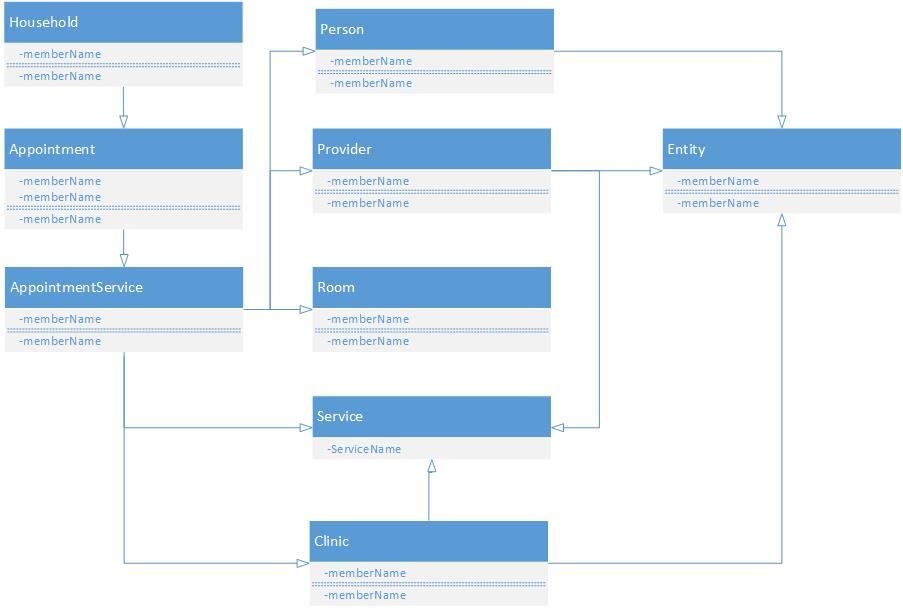 Household
-memberName
-memberName
Person
-memberName
-memberName
Appointment
-memberName
-memberName
-memberName
Provider
-memberName
-memberName
Entity
-memberName
-memberName
AppointmentService
-memberName
-memberName
Room
-memberName
-memberName
Service
-ServiceName
Clinic
-memberName
-memberName